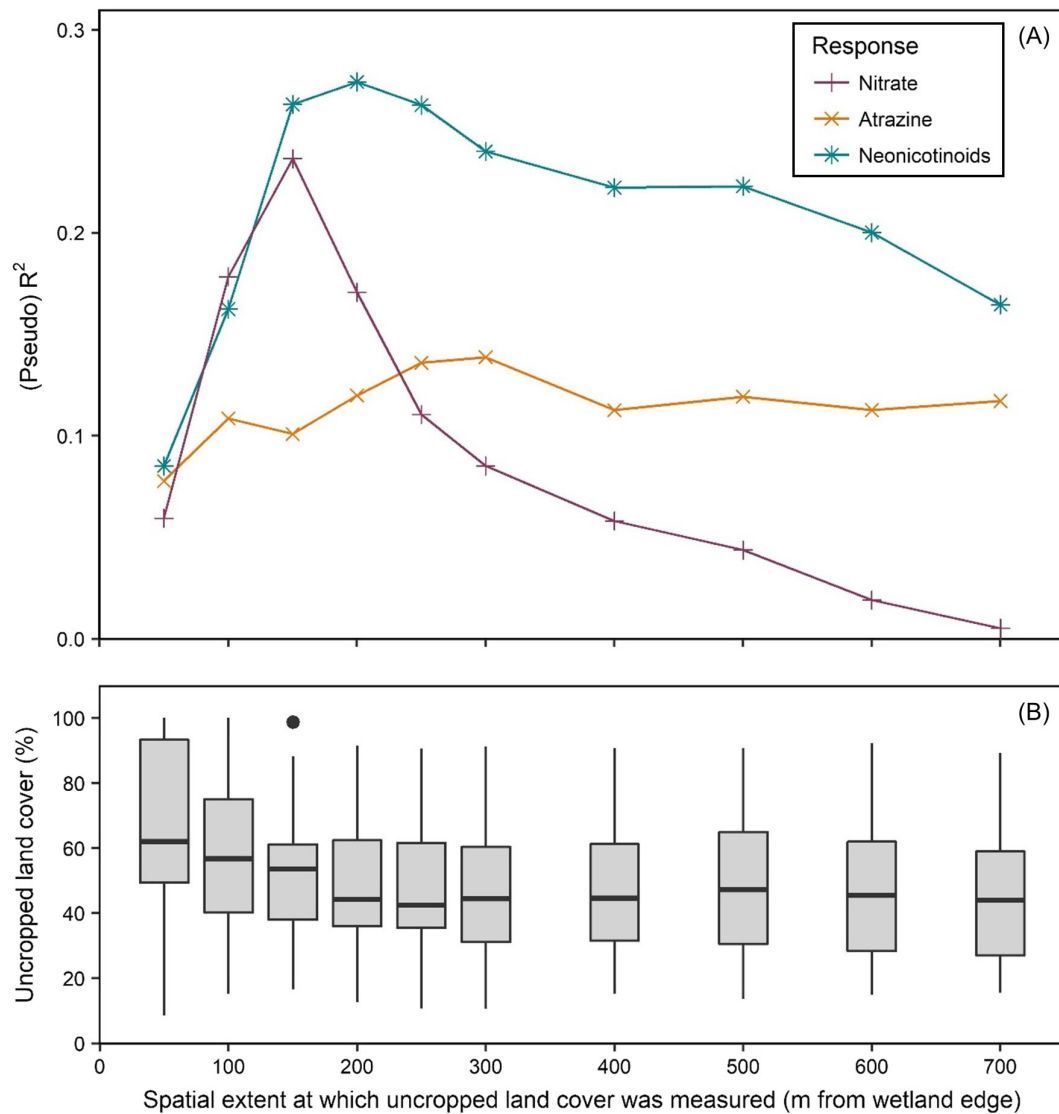 (A)
Response
Nitrate
Atrazine
Neonicotinoids
0.3
0.2
0.1
0.0
(Pseudo) R²
(B)
100
80
60
40
20
0
Uncropped land cover (%)
0 100 200 300 400 500 600 700
Spatial extent at which uncropped land cover was measured (m from wetland edge)